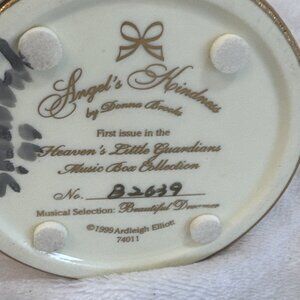 Angel's Kindness
by Donna Brooks
First issue in the
Heaven's Little Guardians
Music Box Collection
No. B2639
Musical Selection: Beautiful Dreamer
©1999 Ardleigh Elliott
74011